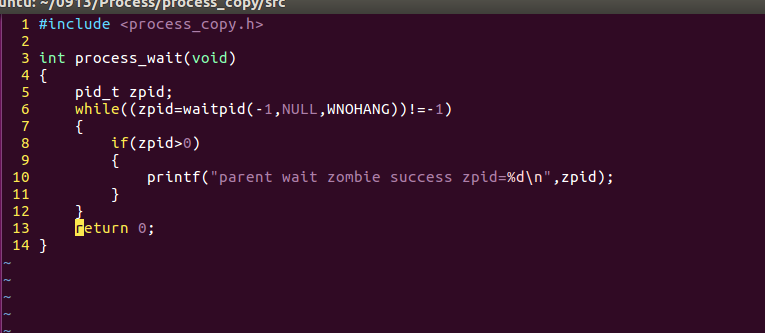 untu: ~/0913/Process/process_copy/src
1 #include <process_copy.h>
2
3 int process_wait(void)
4 {
5     pid_t zpid;
6     while((zpid=waitpid(-1,NULL,WNOHANG))!=-1)
7     {
8         if(zpid>0)
9         {
10             printf("parent wait zombie success zpid=%d\n",zpid);
11         }
12     }
13     return 0;
14 }
~
~
~
~
~